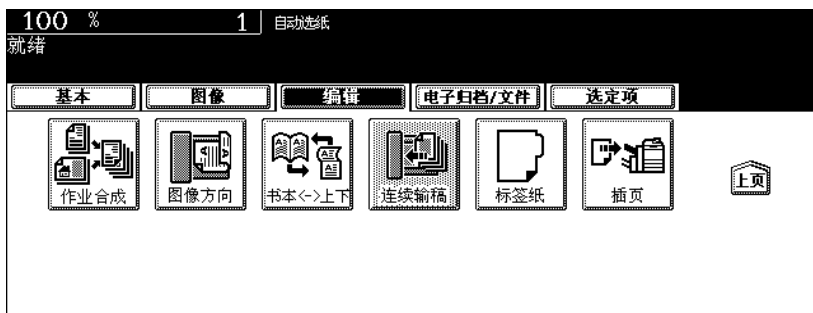 100 % 1 自动选纸
就绪
基本 图像 编辑 电子归档/文件 选定项
作业合成 图像方向 书本<->上下 连续输稿 标签纸 插页 上页